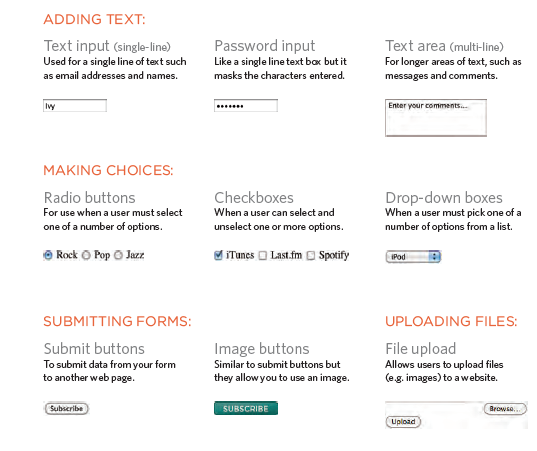 ADDING TEXT:
Text input (single-line)
Used for a single line of text such
as email addresses and names.
Ivy
Password input
Like a single line text box but it
masks the characters entered.
•••••••
Text area (multi-line)
For longer areas of text, such as
messages and comments.
Enter your comments...
MAKING CHOICES:
Radio buttons
For use when a user must select
one of a number of options.
Rock Pop Jazz
Checkboxes
When a user can select and
unselect one or more options.
iTunes Last.fm Spotify
Drop-down boxes
When a user must pick one of a
number of options from a list.
iPod
SUBMITTING FORMS:
Submit buttons
To submit data from your form
to another web page.
Subscribe
Image buttons
Similar to submit buttons but
they allow you to use an image.
SUBSCRIBE
UPLOADING FILES:
File upload
Allows users to upload files
(e.g. images) to a website.
Browse...
Upload